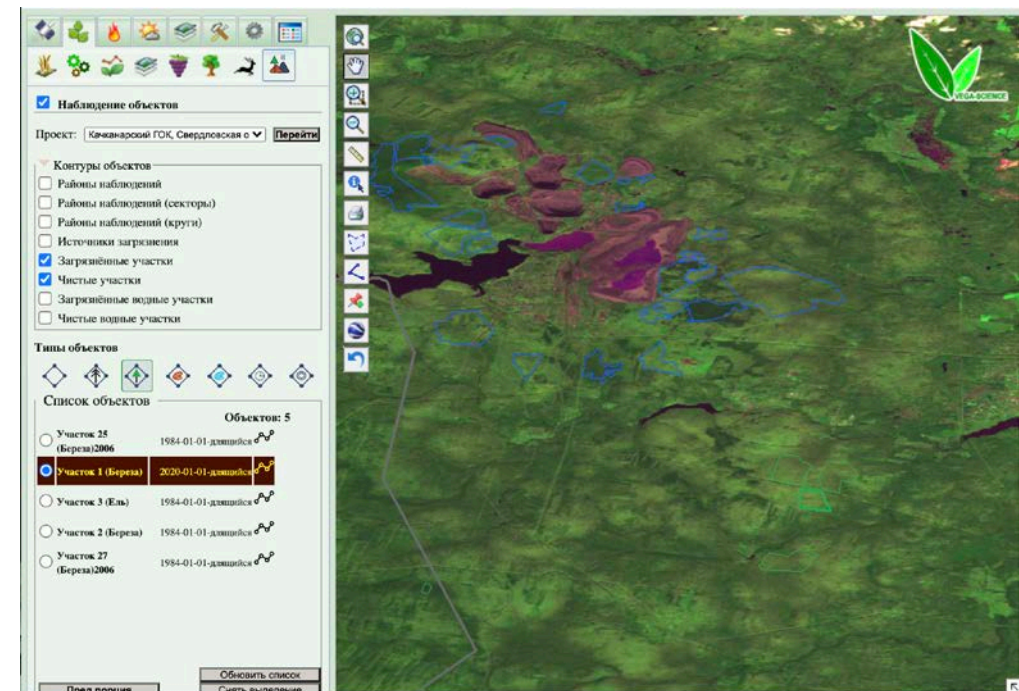 Наблюдение объектов
Проект: Качканарский ГОК, Свердловская о Перейти
Контуры объектов
Районы наблюдений
Районы наблюдений (секторы)
Районы наблюдений (круги)
Источники загрязнения
Загрязнённые участки
Чистые участки
Загрязнённые водные участки
Чистые водные участки
Типы объектов
Список объектов
Объектов: 5
Участок 25
(Береза)2006
1984-01-01-длящийся
Участок 1 (Береза) 2020-01-01-длящийся
Участок 3 (Ель) 1984-01-01-длящийся
Участок 2 (Береза) 1984-01-01-длящийся
Участок 27
(Береза)2006
1984-01-01-длящийся
Обновить список
Пред.порция Снять выделение
VEGA-SCIENCE